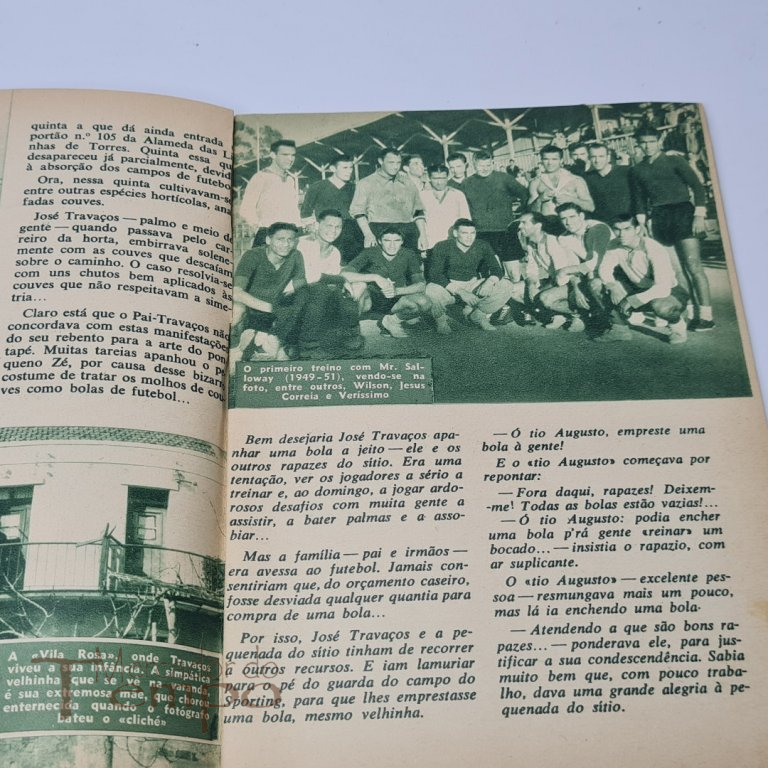 quinta a que dá ainda entrada
portão n.º 105 da Alameda das Li
nhas de Torres. Quinta essa qu
desapareceu já parcialmente, devid
à absorção dos campos de futebo
Ora, nessa quinta cultivavam-s
entre outras espécies hortícolas, ana
fadas couves.
José Travaços — palmo e meio de
gente — quando passava pelo car
reiro da horta, embirrava solene-
mente com as couves que descaíam
sobre o caminho. O caso resolvia-se
com uns chutos bem aplicados às
couves que não respeitavam a sime-
tria...
Claro está que o Pai-Travaços não
concordava com estas manifestações
do seu rebento para a arte do pon
tapé. Muitas tareias apanhou o pe
queno Zé, por causa desse bizarr
costume de tratar os molhos de cou
ves como bolas de futebol...
A «Vila Rosa», onde Travaços
viveu a sua infância. A simpática
velhinha que se vê na varanda,
é sua extremosa mãe, que chorou
enternecida quando o fotógrafo
bateu o «cliché»
O primeiro treino com Mr. Sal-
loway (1949-51), vendo-se na
foto, entre outros, Wilson, Jesus
Correia e Veríssimo
Bem desejaria José Travaços apa-
nhar uma bola a jeito — ele e os
outros rapazes do sítio. Era uma
tentação, ver os jogadores a sério a
treinar e, ao domingo, a jogar ardo-
rosos desafios com muita gente a
assistir, a bater palmas e a asso-
biar...
Mas a família — pai e irmãos —
era avessa ao futebol. Jamais con-
sentiriam que, do orçamento caseiro,
fosse desviada qualquer quantia para
compra de uma bola...
Por isso, José Travaços e a pe-
quenada do sítio tinham de recorrer
a outros recursos. E iam lamuriar
para o pé do guarda do campo do
Sporting, para que lhes emprestasse
uma bola, mesmo velhinha.
— Ó tio Augusto, empreste uma
bola à gente!
E o «tio Augusto» começava por
repontar:
— Fora daqui, rapazes! Deixem-
-me! Todas as bolas estão vazias!...
— Ó tio Augusto: podia encher
uma bola p'rá gente «reinar» um
bocado... — insistia o rapazio, com
ar suplicante.
O «tio Augusto» — excelente pes-
soa — resmungava mais um pouco,
mas lá ia enchendo uma bola.
— Atendendo a que são bons ra-
pazes... — ponderava ele, para jus-
tificar a sua condescendência. Sabia
muito bem que, com pouco traba-
lho, dava uma grande alegria à pe-
quenada do sítio.